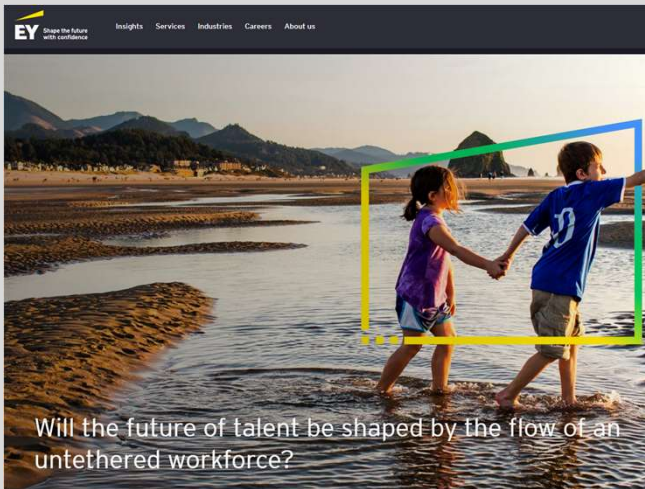 EY
Shape the future
with confidence
Insights Services Industries Careers About us
Will the future of talent be shaped by the flow of an
untethered workforce?